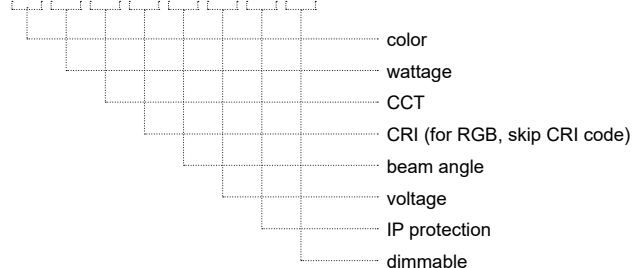 color
wattage
CCT
CRI (for RGB, skip CRI code)
beam angle
voltage
IP protection
dimmable